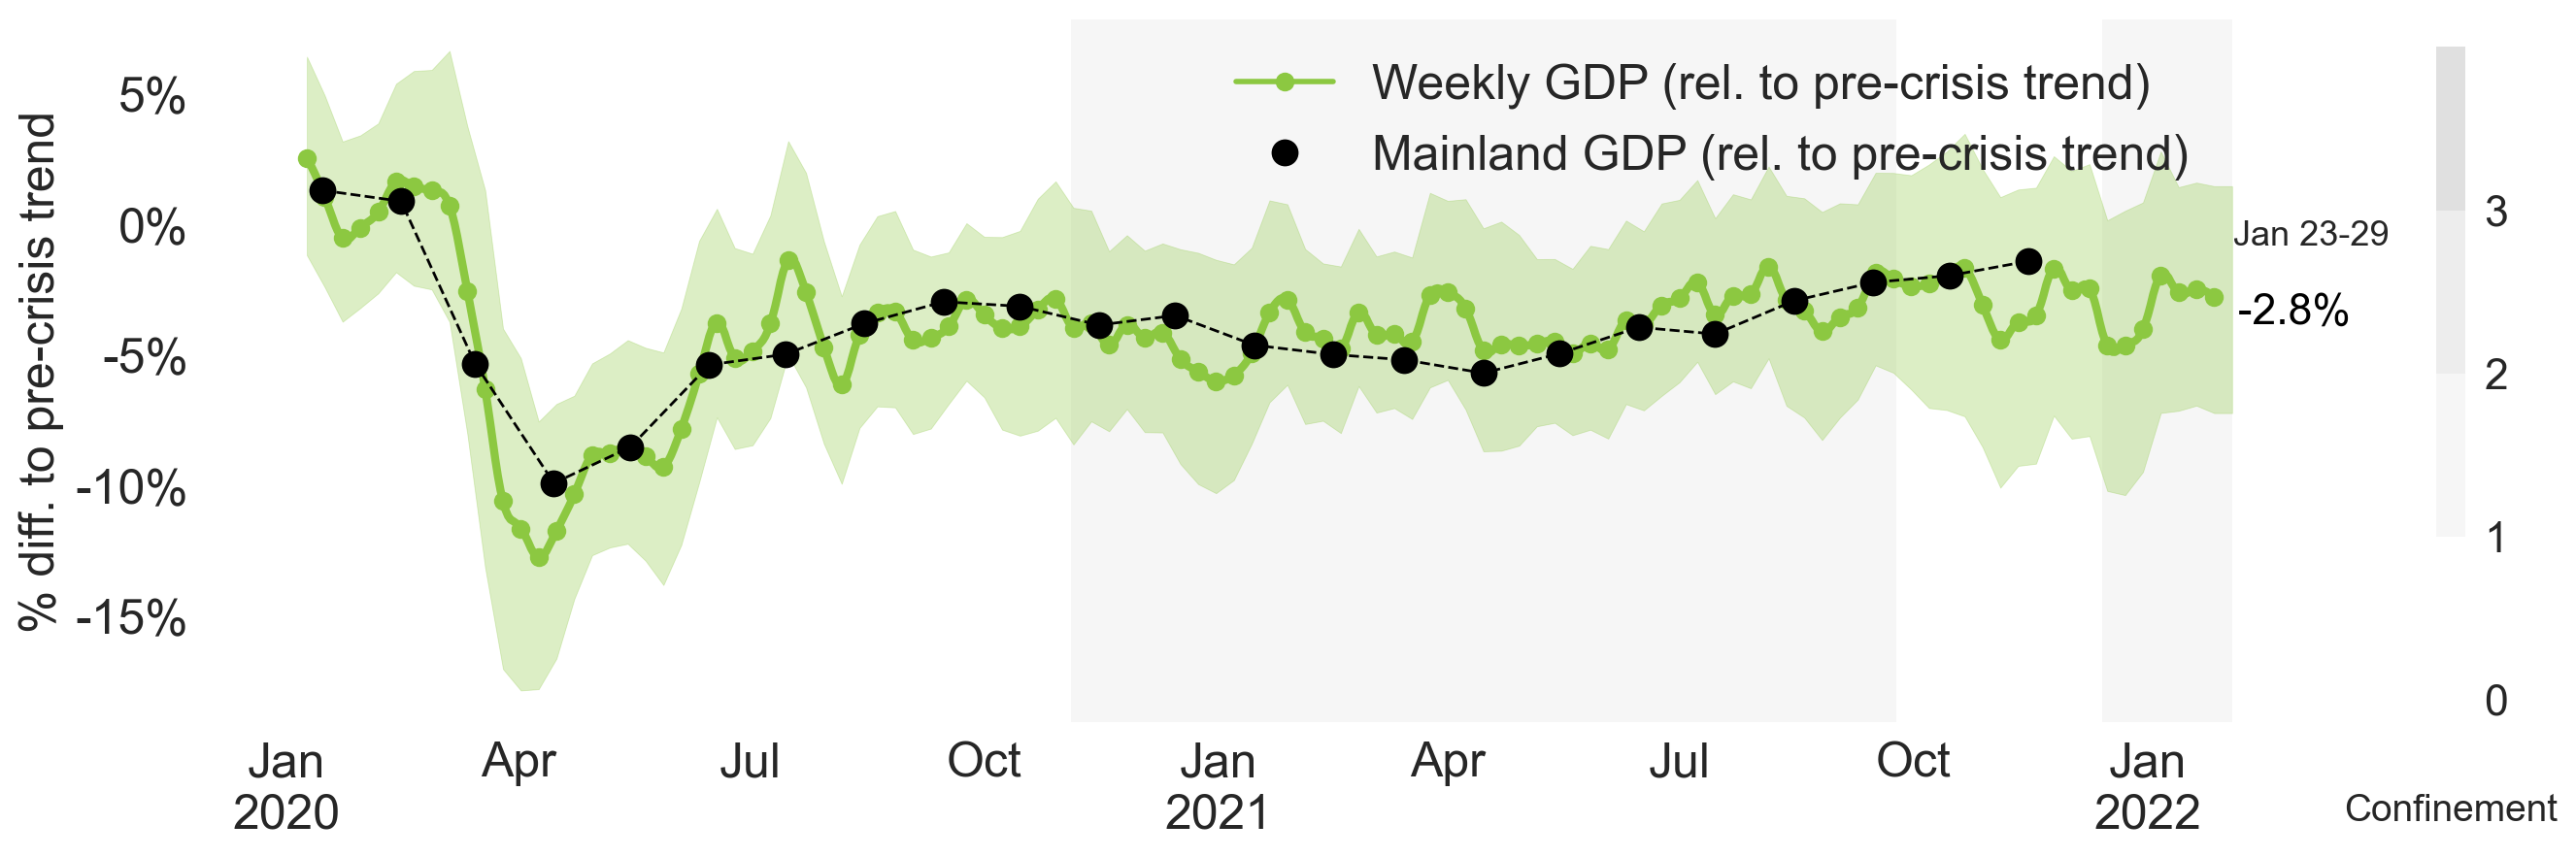 % diff. to pre-crisis trend
5%
0%
-5%
-10%
-15%
Weekly GDP (rel. to pre-crisis trend)
Mainland GDP (rel. to pre-crisis trend)
Jan 23-29
-2.8%
3
2
1
0
Jan Apr Jul Oct Jan Apr Jul Oct Jan
2020 2021 2022
Confinement